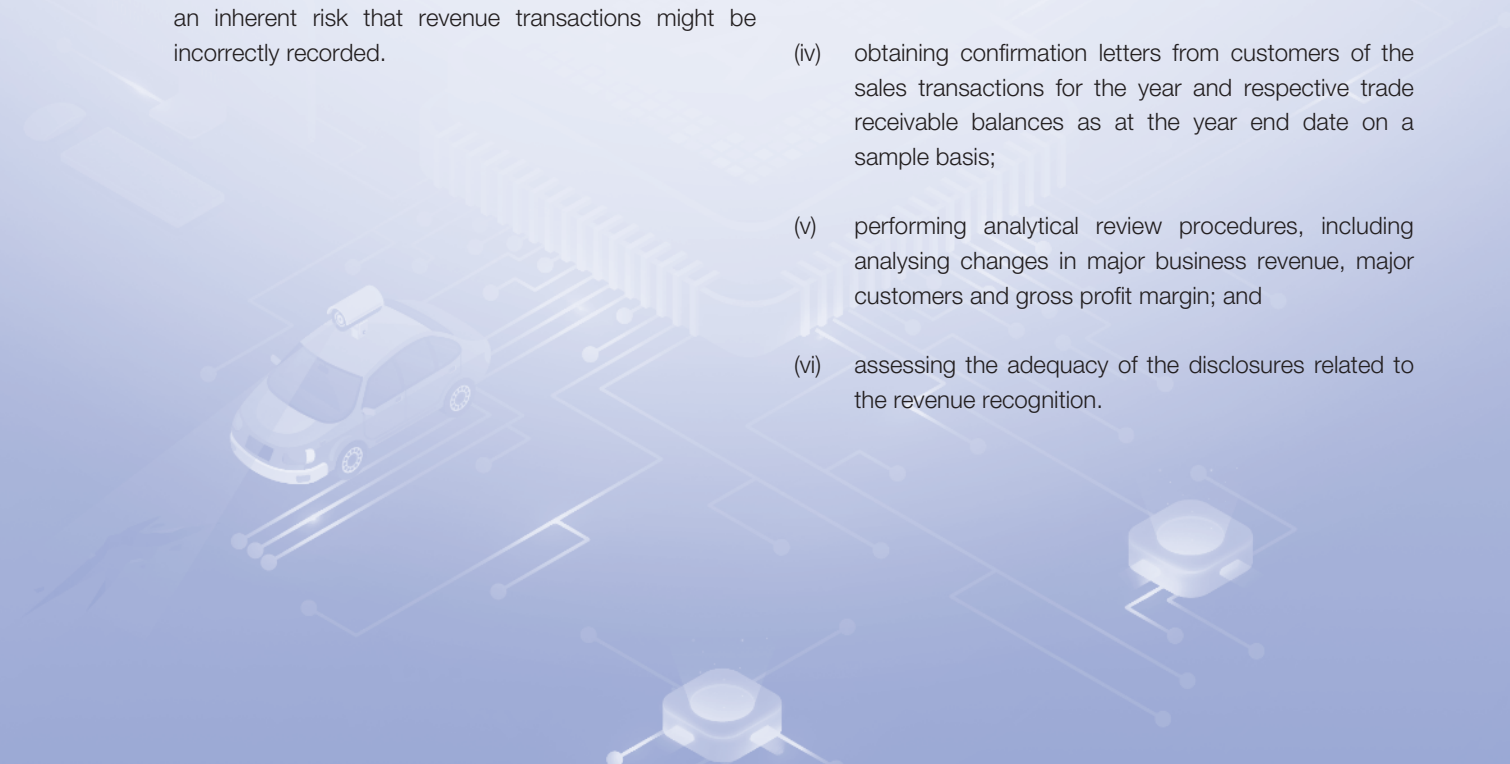 an inherent risk that revenue transactions might be
incorrectly recorded.
(iv) obtaining confirmation letters from customers of the
sales transactions for the year and respective trade
receivable balances as at the year end date on a
sample basis;
(v) performing analytical review procedures, including
analysing changes in major business revenue, major
customers and gross profit margin; and
(vi) assessing the adequacy of the disclosures related to
the revenue recognition.